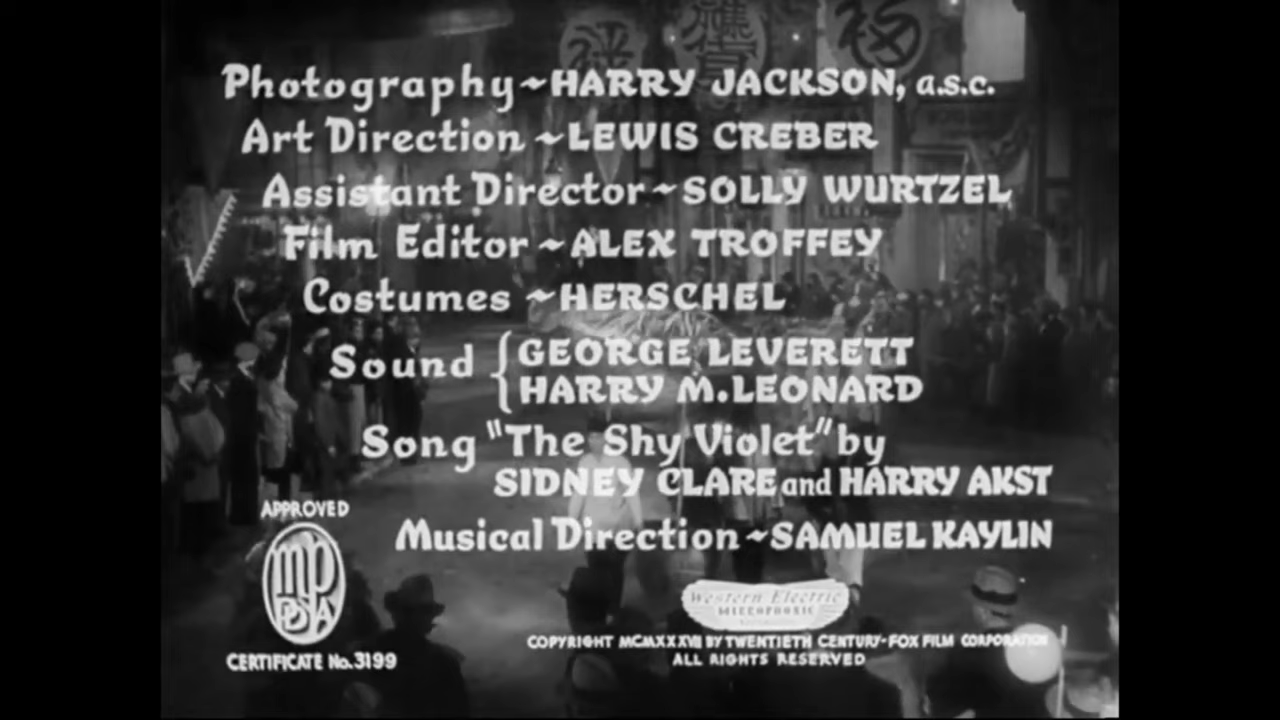 福
Photography~HARRY JACKSON, a.s.c.
Art Direction ~LEWIS CREBER
Assistant Director~SOLLY WURTZEL
Film Editor~ALEX TROFFEY
Costumes ~HERSCHEL
Sound { GEORGE LEVERETT
HARRY M.LEONARD
Song "The Shy Violet" by
SIDNEY CLARE and HARRY AKST
Musical Direction~SAMUEL KAYLIN
APPROVED
MPPDA
CERTIFICATE No.3199
Western Electric
MICROPHONIC
COPYRIGHT MCMXXXVII BY TWENTIETH CENTURY-FOX FILM CORPORATION
ALL RIGHTS RESERVED